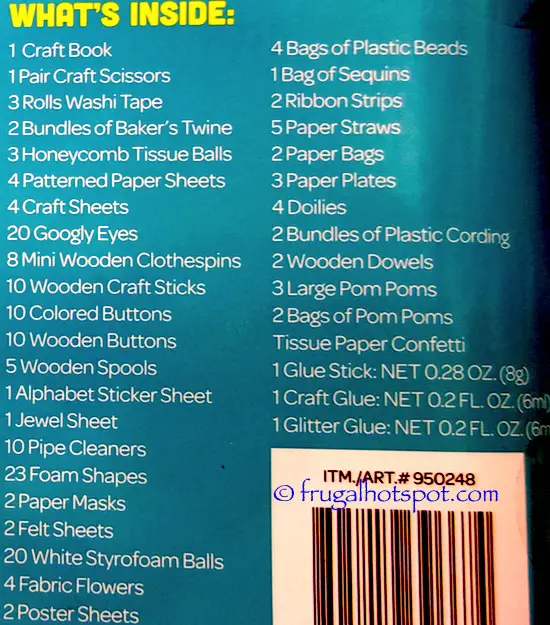 WHAT'S INSIDE:
1 Craft Book
1 Pair Craft Scissors
3 Rolls Washi Tape
2 Bundles of Baker's Twine
3 Honeycomb Tissue Balls
4 Patterned Paper Sheets
4 Craft Sheets
20 Googly Eyes
8 Mini Wooden Clothespins
10 Wooden Craft Sticks
10 Colored Buttons
10 Wooden Buttons
5 Wooden Spools
1 Alphabet Sticker Sheet
1 Jewel Sheet
10 Pipe Cleaners
23 Foam Shapes
2 Paper Masks
2 Felt Sheets
20 White Styrofoam Balls
4 Fabric Flowers
2 Poster Sheets
4 Bags of Plastic Beads
1 Bag of Sequins
2 Ribbon Strips
5 Paper Straws
2 Paper Bags
3 Paper Plates
4 Doilies
2 Bundles of Plastic Cording
2 Wooden Dowels
3 Large Pom Poms
2 Bags of Pom Poms
Tissue Paper Confetti
1 Glue Stick: NET 0.28 OZ. (8g)
1 Craft Glue: NET 0.2 FL. OZ. (6ml)
1 Glitter Glue: NET 0.2 FL. OZ. (6m
ITM./ART.# 950248
© frugalhotspot.com